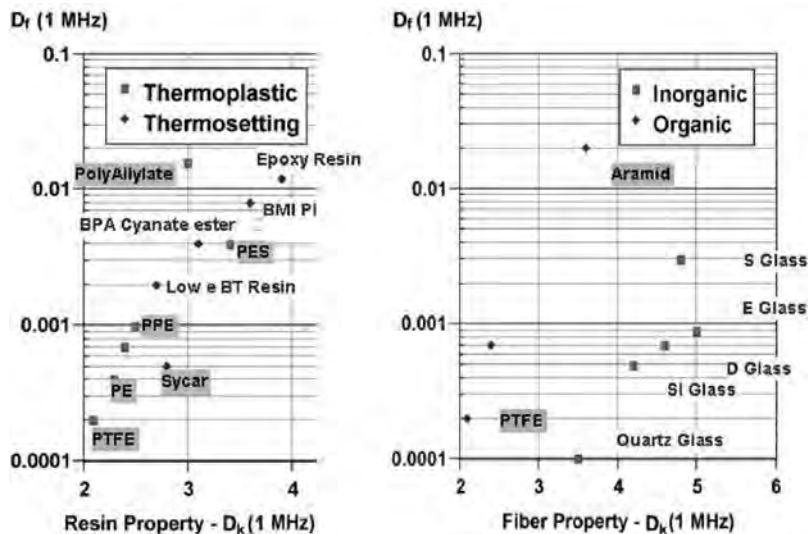 Df (1 MHz)
0.1
0.01
0.001
0.0001
Thermoplastic
Thermosetting
PolyAllylate
Epoxy Resin
BMI PI
BPA Cyanate ester
PES
Low e BT Resin
PPE
PE
Sycar
PTFE
2 3 4
Resin Property - Dk (1 MHz)
Df (1 MHz)
0.1
0.01
0.001
0.0001
Inorganic
Organic
Aramid
S Glass
E Glass
D Glass
SI Glass
PTFE
Quartz Glass
2 3 4 5 6
Fiber Property - Dk (1 MHz)